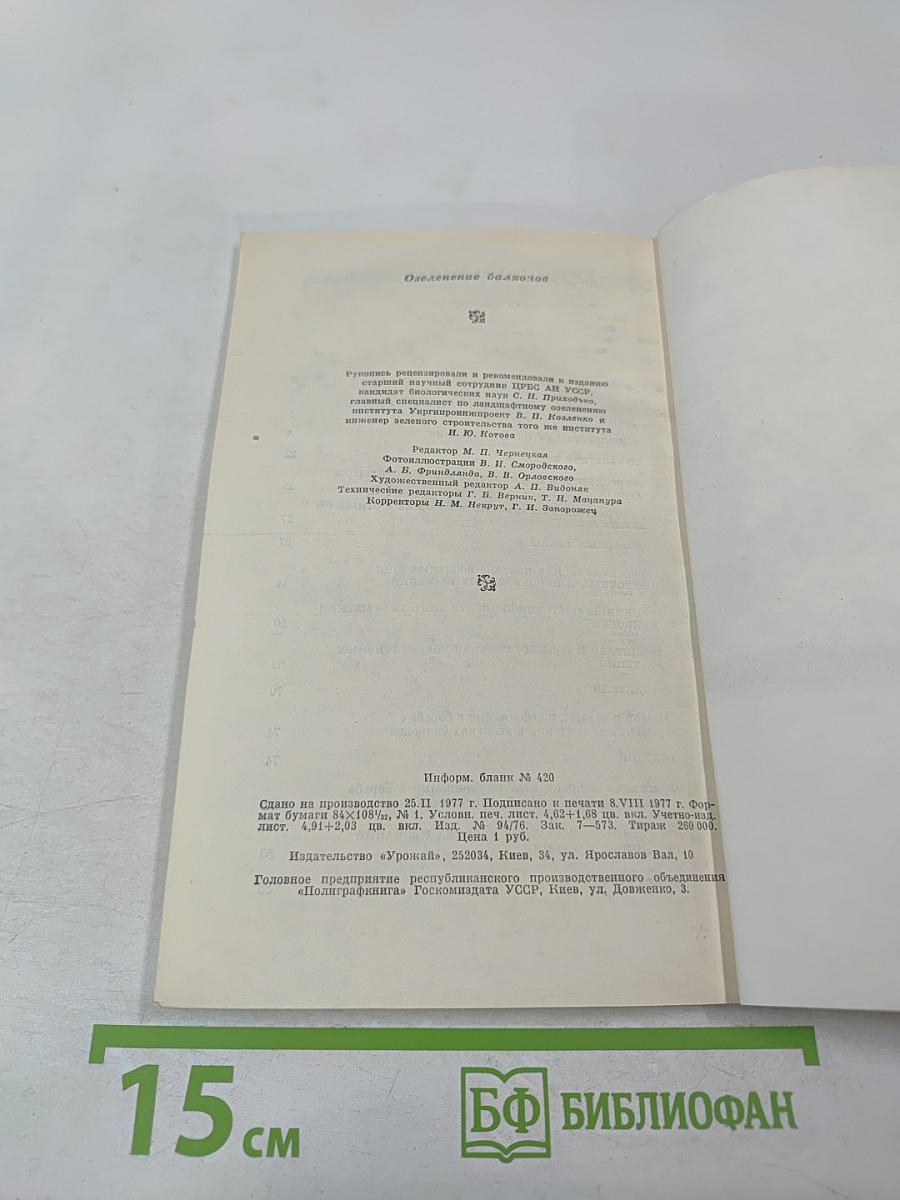 Озеленение балконов
Рукопись рецензировали и рекомендовали к изданию
старший научный сотрудник ЦРБС АН УССР,
кандидат биологических наук С. Н. Приходько,
главный специалист по ландшафтному озеленению
института Укргипроинжпроект В. П. Козленко и
инженер зеленого строительства того же института
И. Ю. Котова
Редактор М. П. Чернецкая
Фотоиллюстрации В. И. Смородского,
А. Б. Фриндлянда, В. В. Орловского
Художественный редактор А. П. Видоняк
Технические редакторы Г. Б. Верник, Т. Н. Мацапура
Корректоры Н. М. Некрут, Г. И. Запорожец
Информ. бланк № 420
Сдано на производство 25.II 1977 г. Подписано к печати 8.VIII 1977 г. Фор-
мат бумаги 84×108¹/₃₂, № 1. Условн. печ. лист. 4,62+1,68 цв. вкл. Учетно-изд.
лист. 4,91+2,03 цв. вкл. Изд. № 94/76. Зак. 7—573. Тираж 260 000.
Цена 1 руб.
Издательство «Урожай», 252034, Киев, 34, ул. Ярославов Вал, 10
Головное предприятие республиканского производственного объединения
«Полиграфкнига» Госкомиздата УССР, Киев, ул. Довженко, 3.
15 см
БФ БИБЛИОФАН